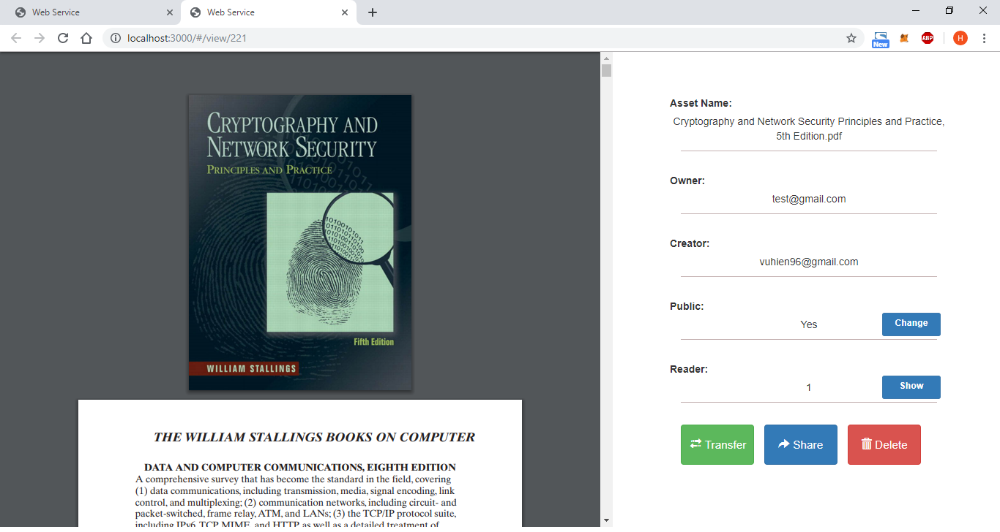 Web Service
Web Service
localhost:3000/#/view/221
New
ABP
H
CRYPTOGRAPHY AND
NETWORK SECURITY
PRINCIPLES AND PRACTICE
Fifth Edition
WILLIAM STALLINGS
THE WILLIAM STALLINGS BOOKS ON COMPUTER
DATA AND COMPUTER COMMUNICATIONS, EIGHTH EDITION
A comprehensive survey that has become the standard in the field, covering
(1) data communications, including transmission, media, signal encoding, link
control, and multiplexing; (2) communication networks, including circuit- and
packet-switched, frame relay, ATM, and LANs; (3) the TCP/IP protocol suite,
including IPv6, TCP, MIME, and HTTP as well as a detailed treatment of
Asset Name:
Cryptography and Network Security Principles and Practice,
5th Edition.pdf
Owner:
test@gmail.com
Creator:
vuhien96@gmail.com
Public:
Yes
Change
Reader:
1
Show
Transfer
Share
Delete